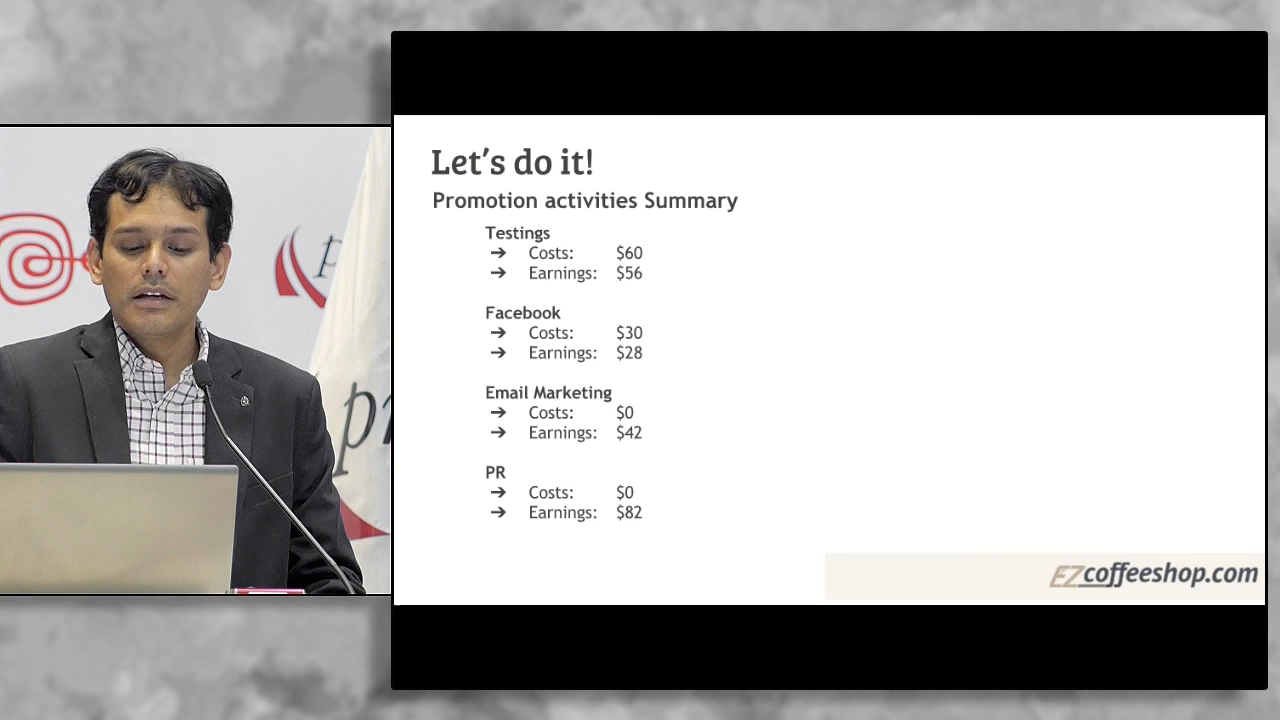 Let's do it!
Promotion activities Summary
Testings
➔ Costs: $60
➔ Earnings: $56
Facebook
➔ Costs: $30
➔ Earnings: $28
Email Marketing
➔ Costs: $0
➔ Earnings: $42
PR
➔ Costs: $0
➔ Earnings: $82
EZcoffeeshop.com